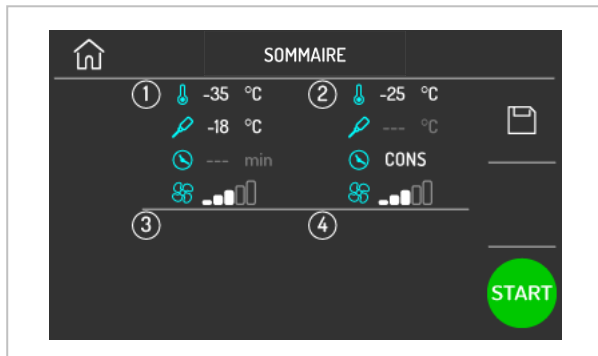 SOMMAIRE
1 -35 °C
2 -25 °C
-18 °C
--- °C
--- min
CONS
3
4
START